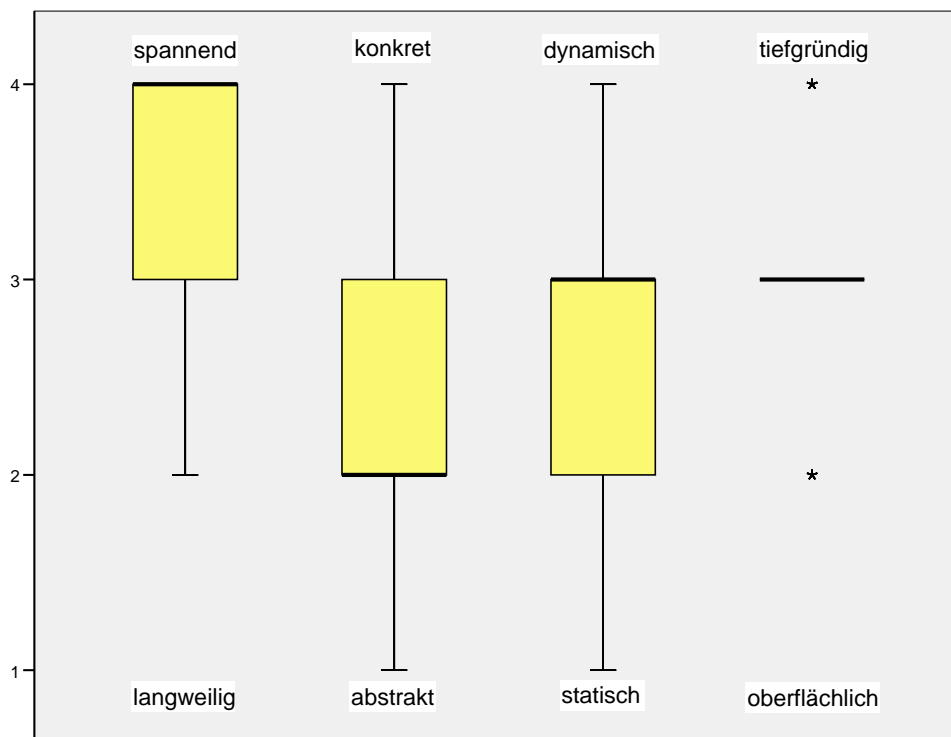 spannend
konkret
dynamisch
tiefgründig
4
3
2
1
langweilig
abstrakt
statisch
oberflächlich